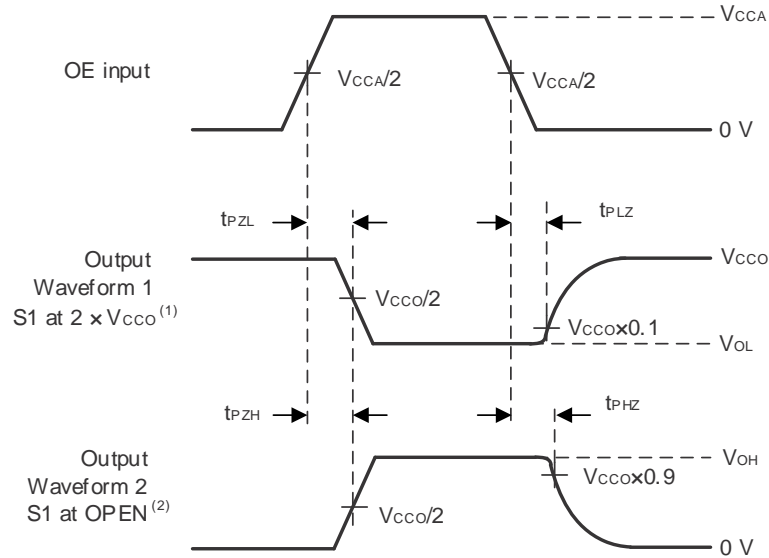 VCCA
OE input
VCCA/2
VCCA/2
0 V
tPZL
tPLZ
Output
Waveform 1
S1 at 2 × VCCO (1)
VCCO
VCCO/2
VCCO×0.1
VOL
tPZH
tPHZ
Output
Waveform 2
S1 at OPEN (2)
VOH
VCCO×0.9
VCCO/2
0 V